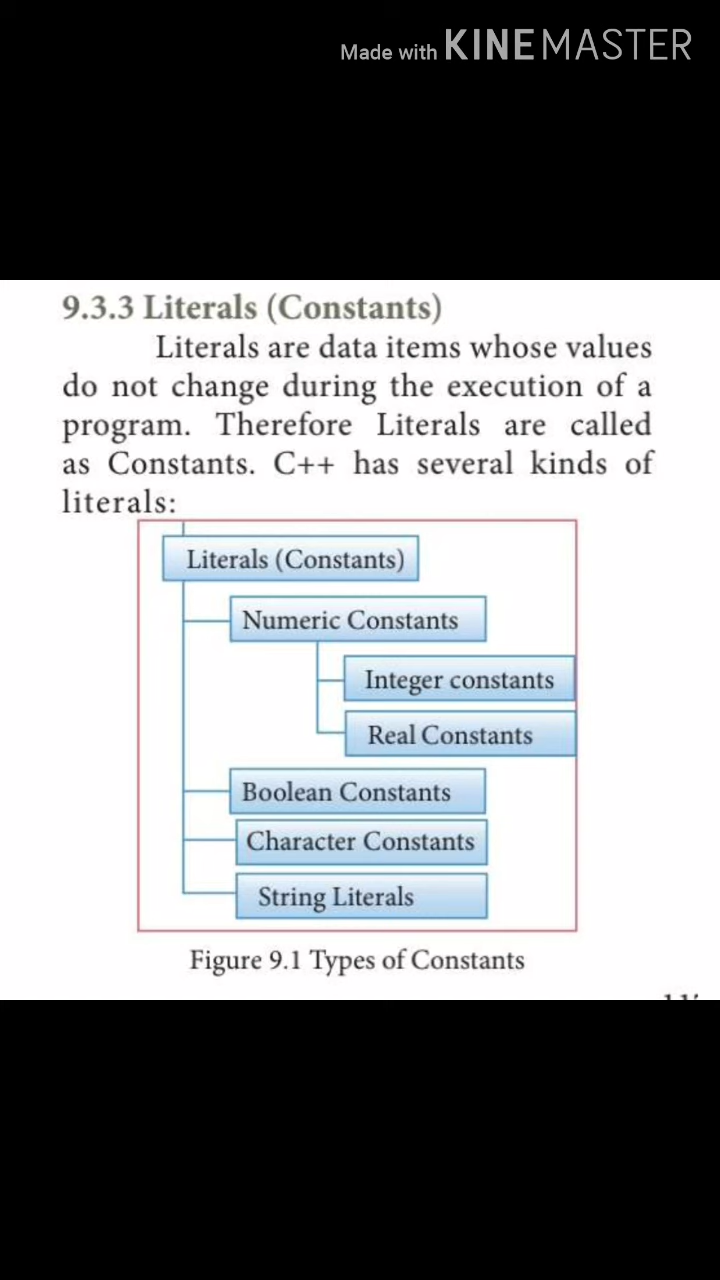 Made with KINEMASTER
9.3.3 Literals (Constants)
Literals are data items whose values
do not change during the execution of a
program. Therefore Literals are called
as Constants. C++ has several kinds of
literals:
Literals (Constants)
Numeric Constants
Integer constants
Real Constants
Boolean Constants
Character Constants
String Literals
Figure 9.1 Types of Constants